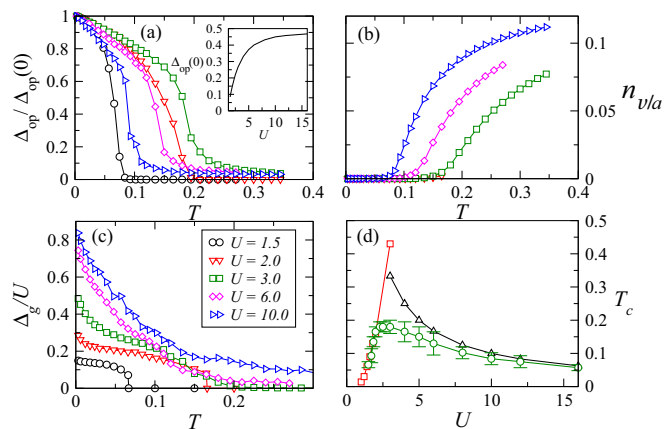 (a)
Δop / Δop(0)
1
0.8
0.6
0.4
0.2
0
0 0.1 0.2 0.3 0.4
T
Δop(0)
0.5
0.4
0.3
0.2
0.1
0
5 10 15
U
(b)
0.1
0.05
0
nv/a
0 0.1 0.2 0.3 0.4
T
(c)
Δg/U
0.8
0.4
0
0 0.1 0.2
T
U = 1.5
U = 2.0
U = 3.0
U = 6.0
U = 10.0
(d)
0.5
0.4
0.3
0.2
0.1
0
Tc
0 5 10 15
U